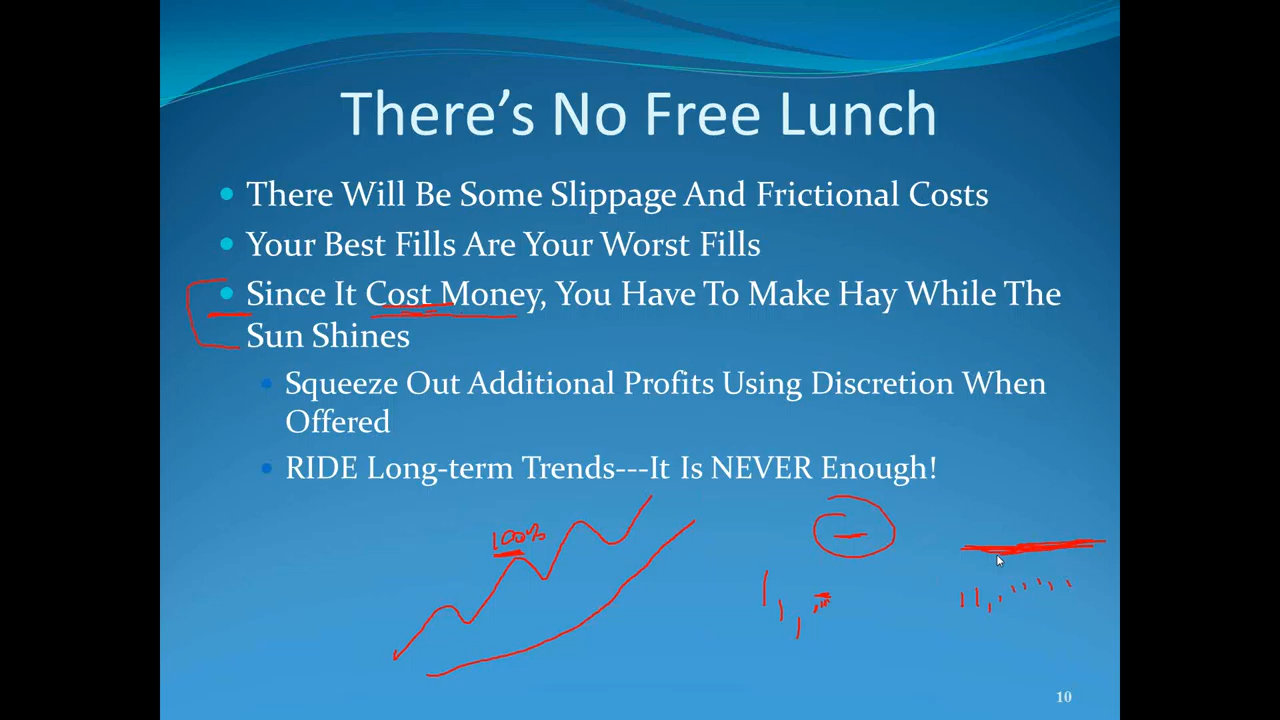 There's No Free Lunch
There Will Be Some Slippage And Frictional Costs
Your Best Fills Are Your Worst Fills
Since It Cost Money, You Have To Make Hay While The
Sun Shines
Squeeze Out Additional Profits Using Discretion When
Offered
RIDE Long-term Trends---It Is NEVER Enough!
100%
10